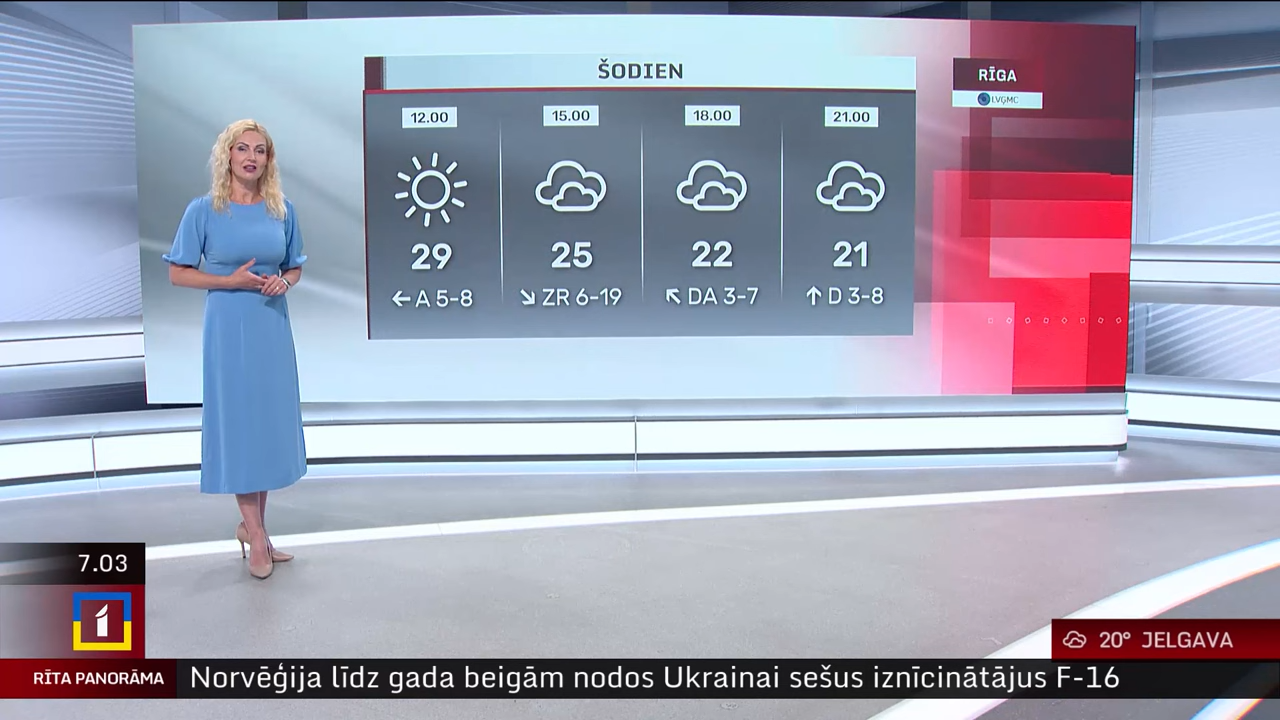 ŠODIEN
RĪGA
LVĢMC
12.00 15.00 18.00 21.00
29 25 22 21
A 5-8 ZR 6-19 DA 3-7 D 3-8
7.03
1
20° JELGAVA
RĪTA PANORĀMA
Norvēģija līdz gada beigām nodos Ukrainai sešus iznīcinātājus F-16